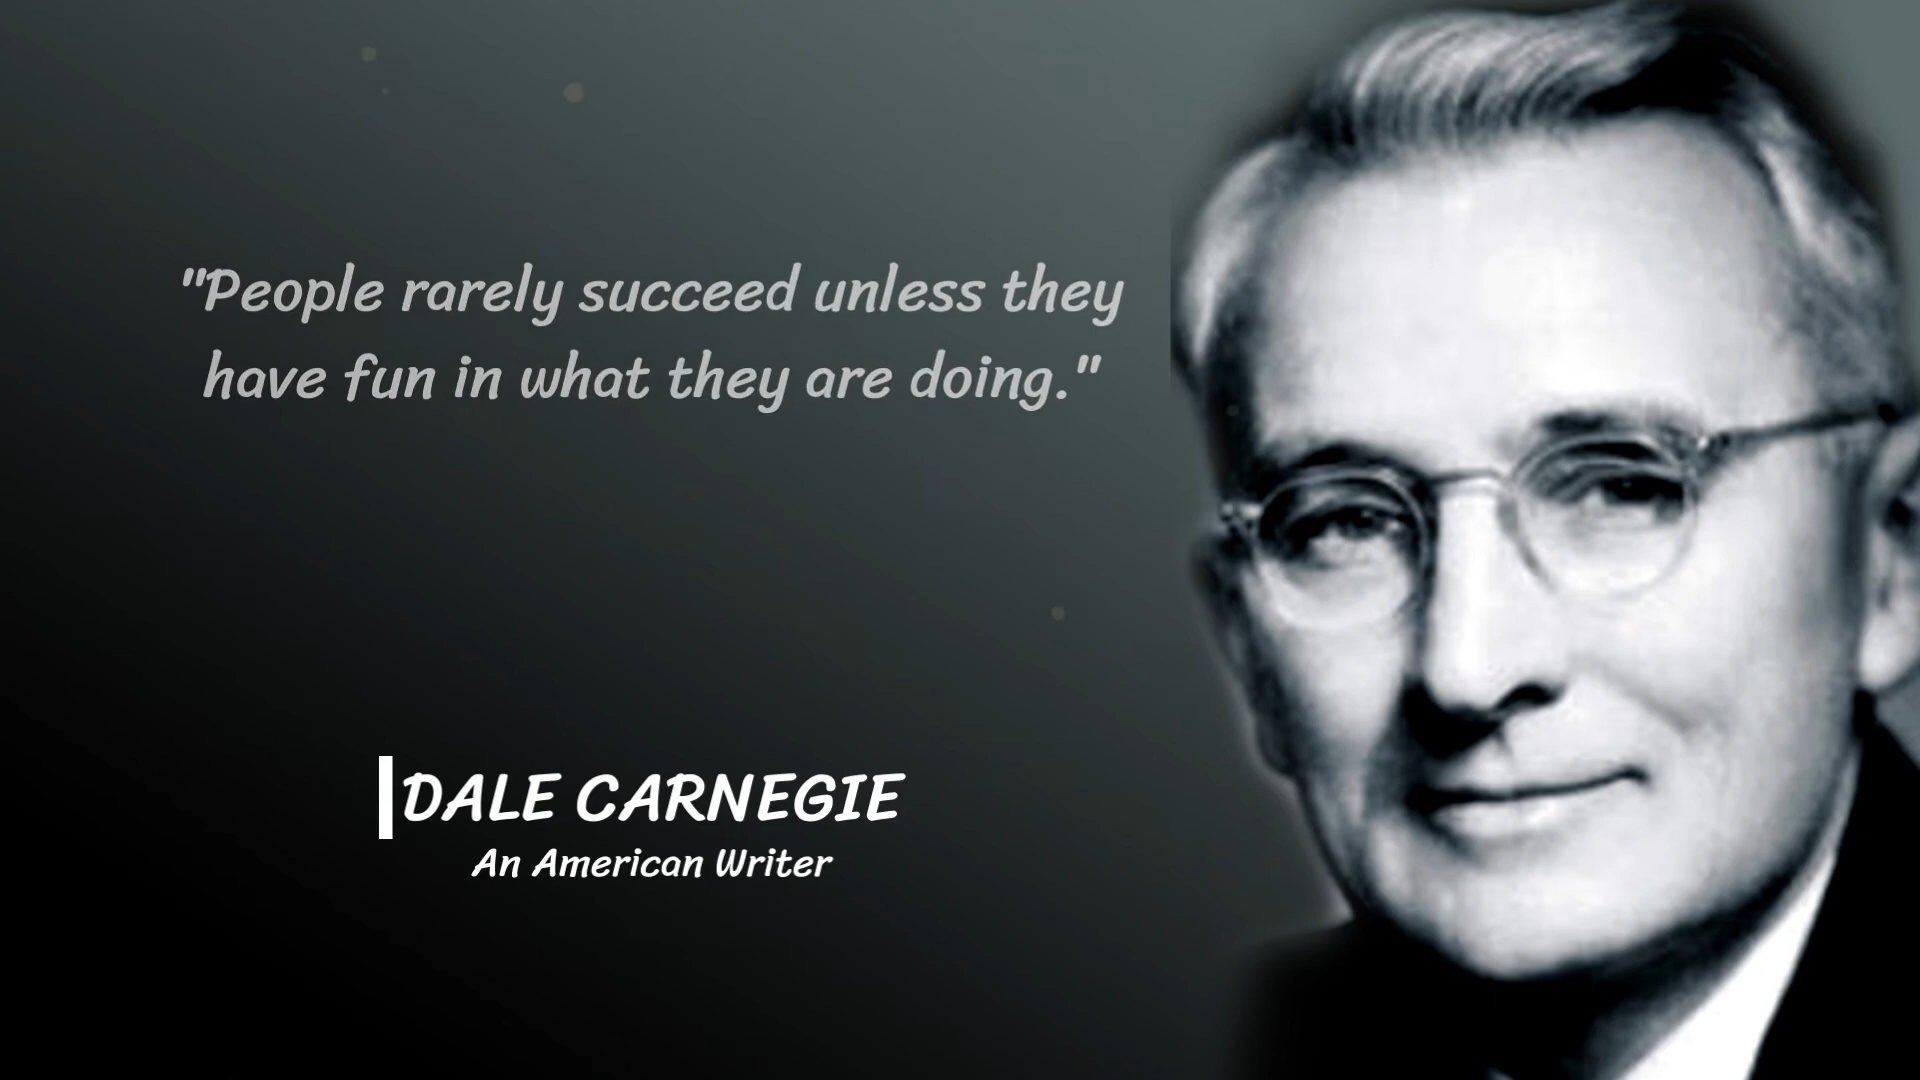 "People rarely succeed unless they
have fun in what they are doing."
DALE CARNEGIE
An American Writer